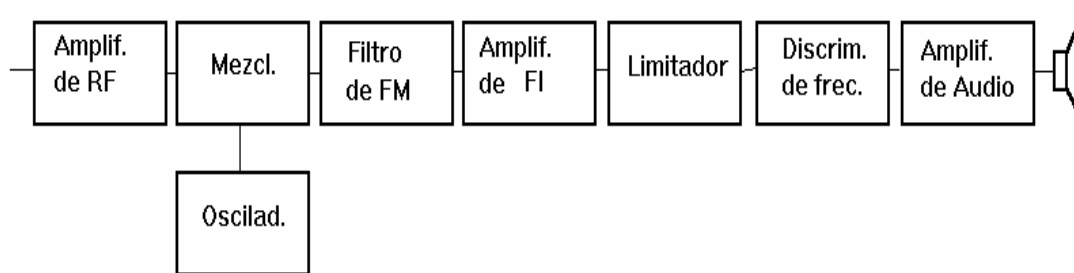 Amplif.
de RF
Mezcl.
Filtro
de FM
Amplif.
de FI
Limitador
Discrim.
de frec.
Amplif.
de Audio
Oscilad.